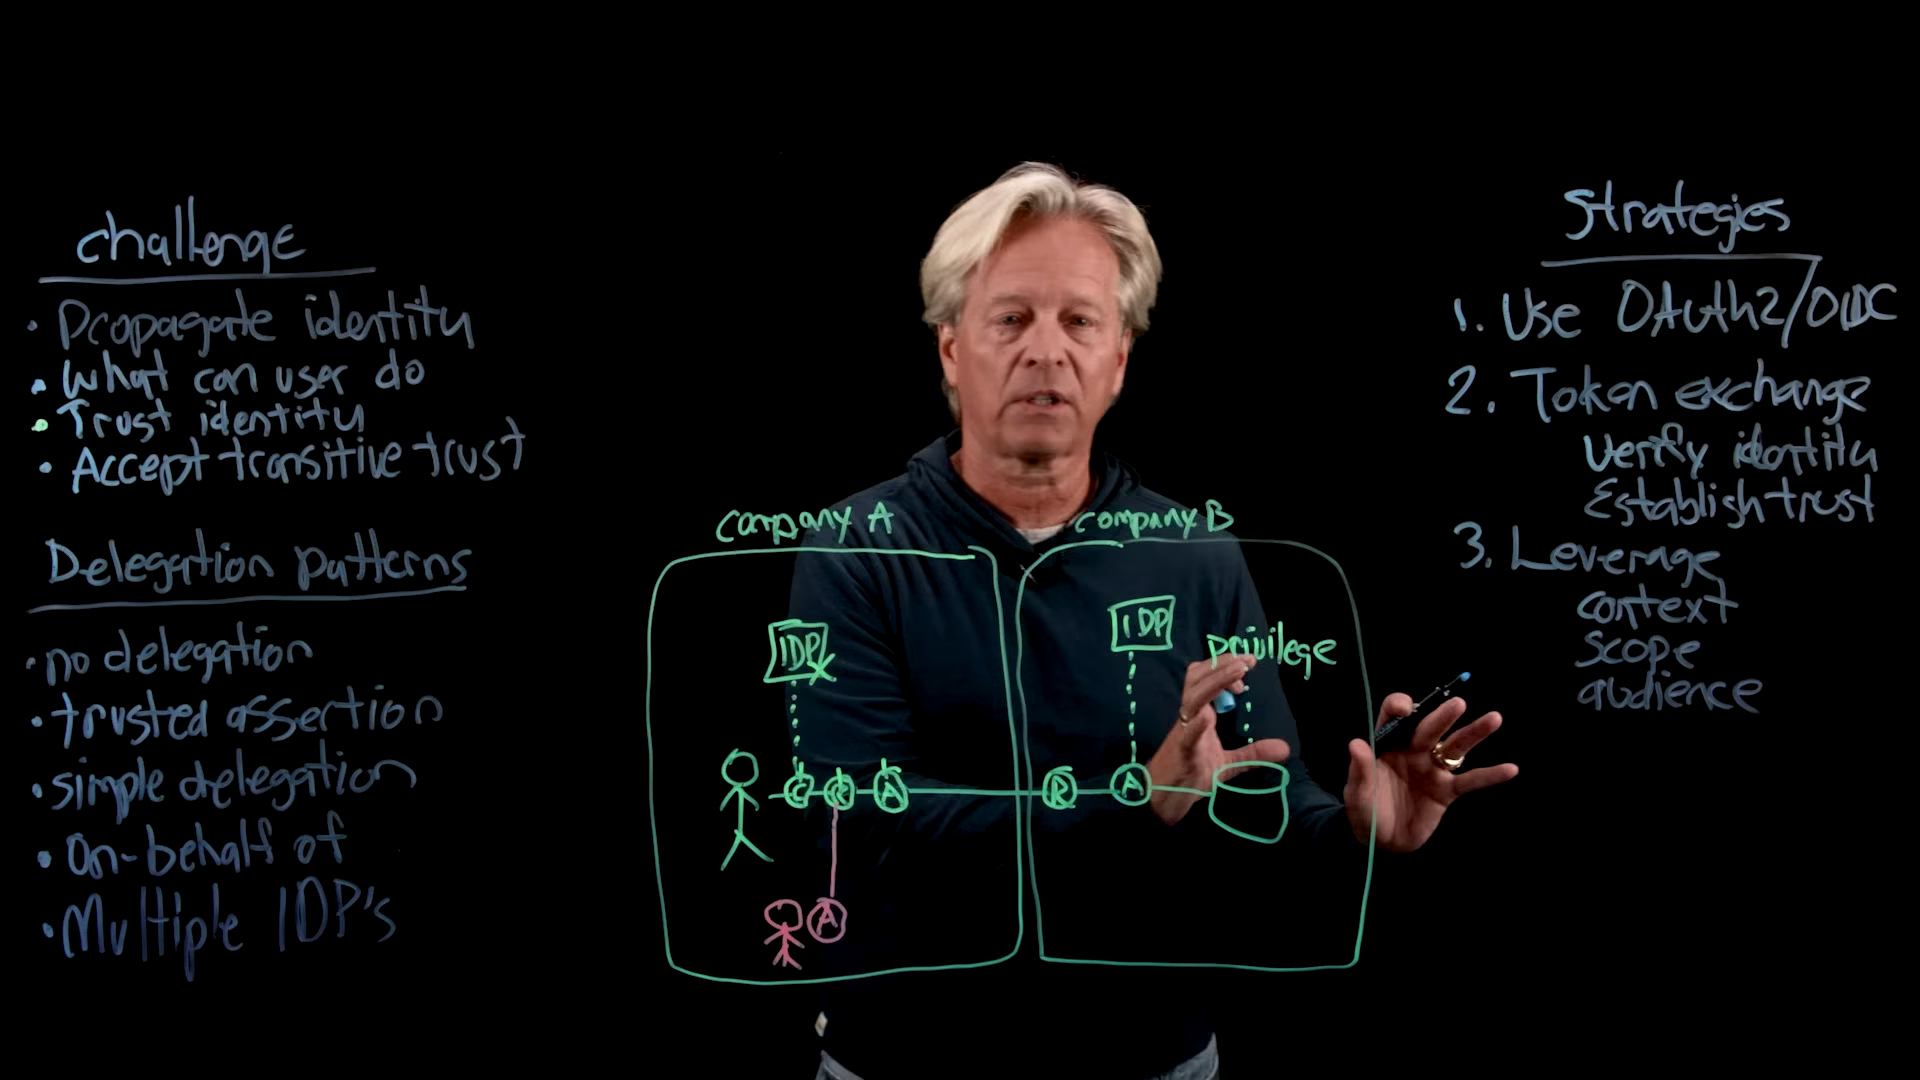 challenge
• Propagate identity
• What can user do
• Trust identity
• Accept transitive trust
Delegation patterns
• no delegation
• trusted assertion
• simple delegation
• On-behalf of
• Multiple IDP's
company A
IDP
X
C
R
A
A
company B
IDP
privilege
R
A
Strategies
1. Use OAuth2/OIDC
2. Token exchange
Verify identity
Establish trust
3. Leverage
context
scope
audience